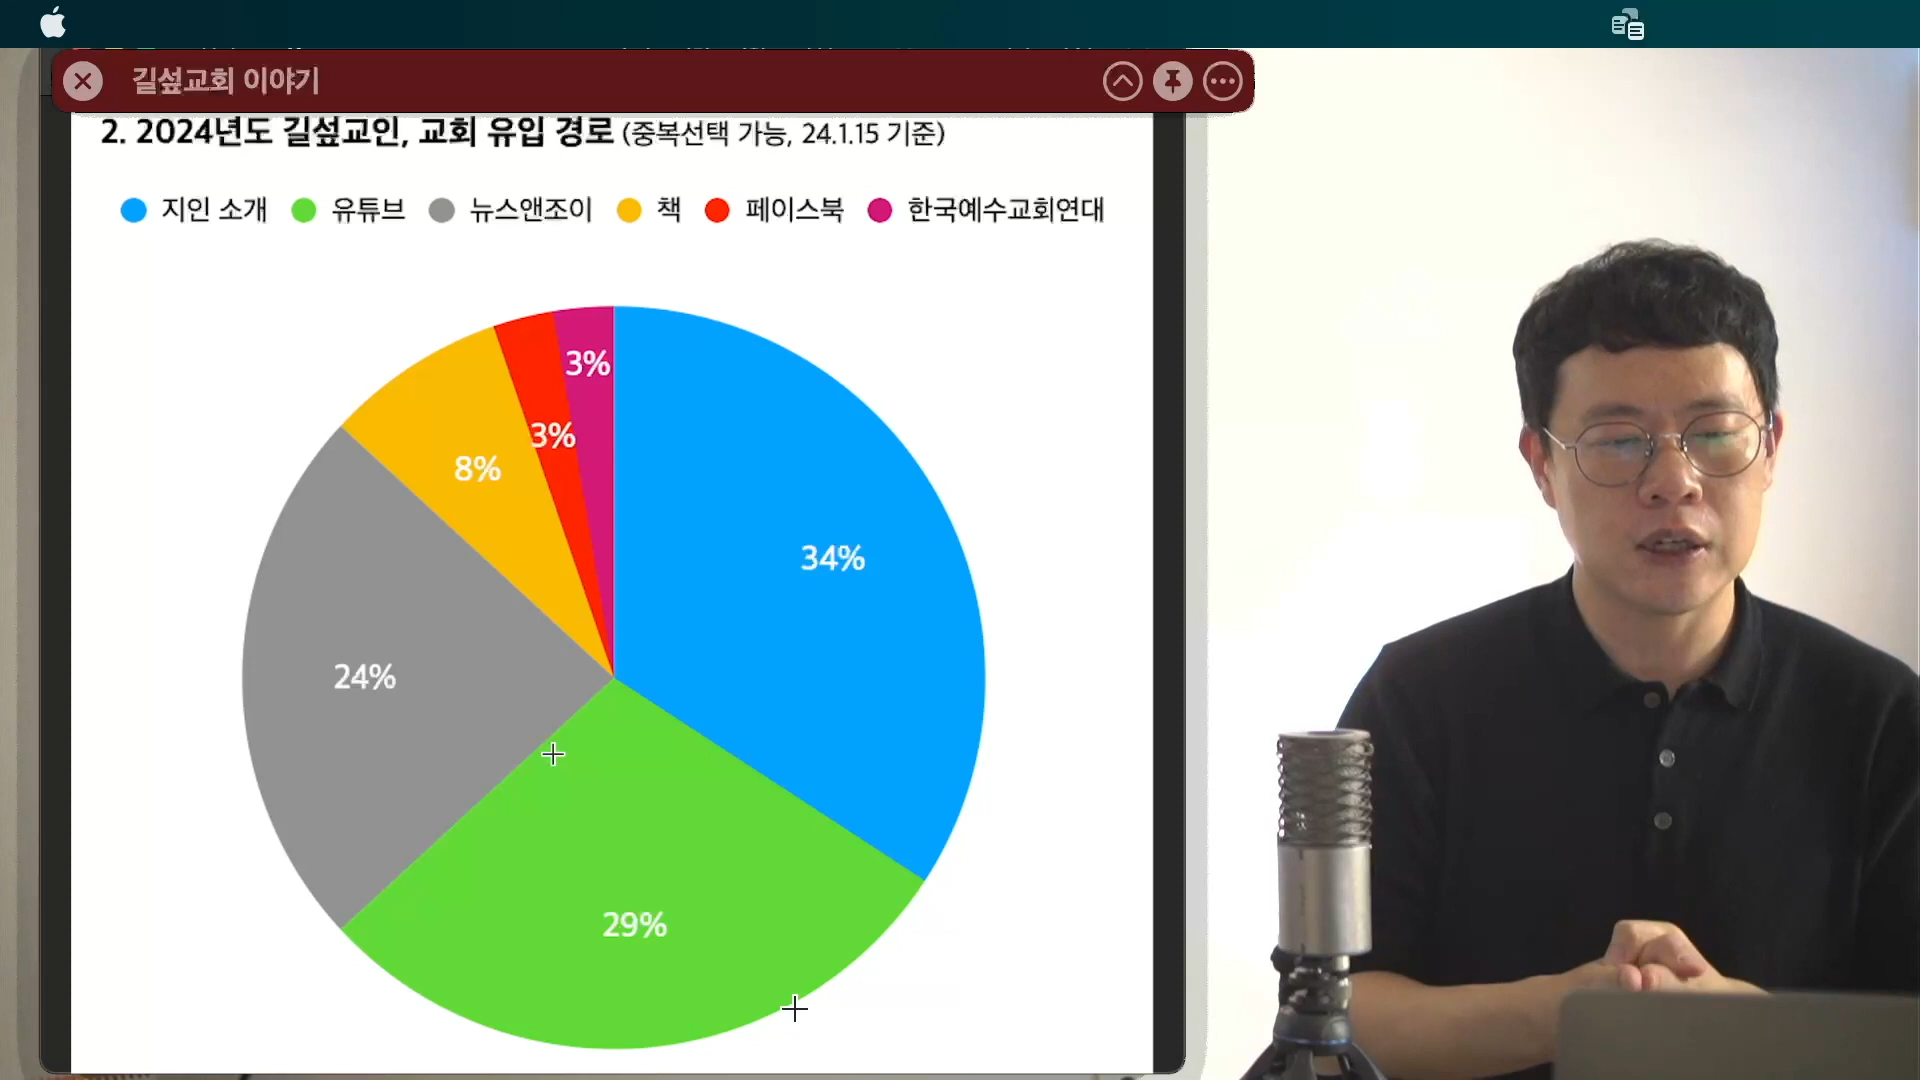 길섶교회 이야기
2. 2024년도 길섶교인, 교회 유입 경로 (중복선택 가능, 24.1.15 기준)
지인 소개 유튜브 뉴스앤조이 책 페이스북 한국예수교회연대
3%
3%
8%
34%
24%
29%